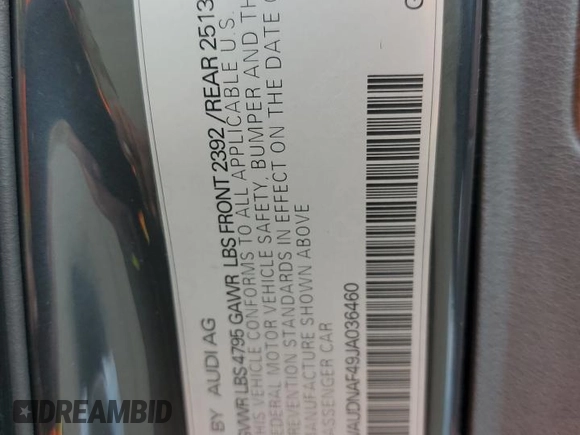 BY AUDI AG
GVWR LBS 4795 GAWR LBS FRONT 2392 / REAR 2513
THIS VEHICLE CONFORMS TO ALL APPLICABLE U.S.
FEDERAL MOTOR VEHICLE SAFETY, BUMPER AND TH
PREVENTION STANDARDS IN EFFECT ON THE DATE
MANUFACTURE SHOWN ABOVE
PASSENGER CAR
WAUDNAF49JA036460
DREAMBID
DREAMBID